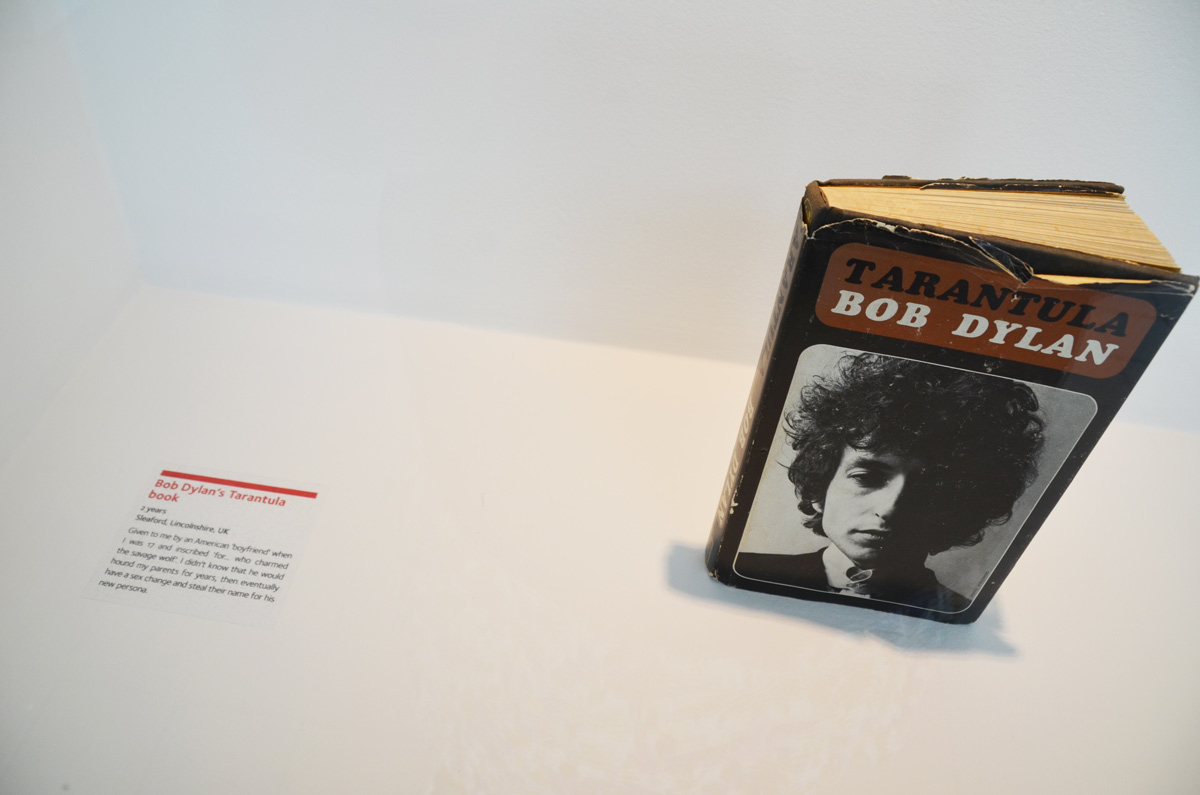 Bob Dylan's Tarantula
book
2 years
Sleaford, Lincolnshire, UK
Given to me by an American 'boyfriend' when
I was 17 and inscribed 'for... who charmed
the savage wolf'. I didn't know that he would
hound my parents for years, then eventually
have a sex change and steal their name for his
new persona.
TARANTULA
BOB DYLAN